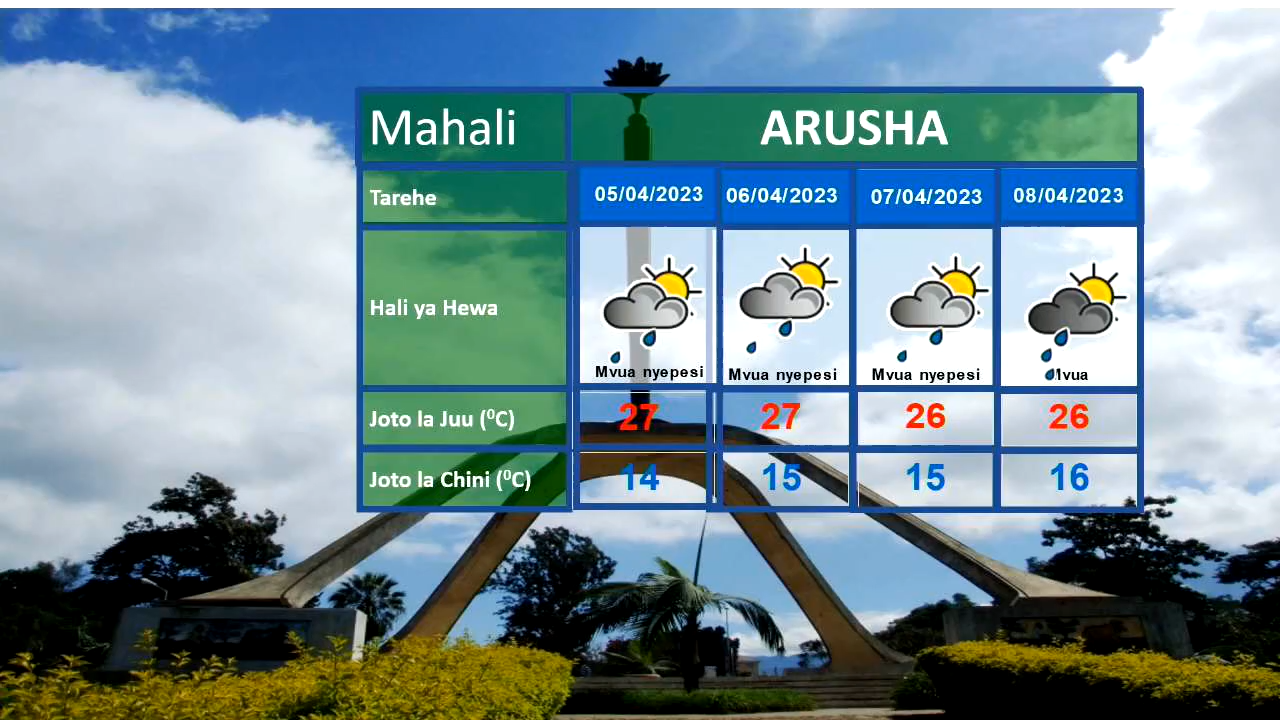 Mahali ARUSHA
Tarehe 05/04/2023 06/04/2023 07/04/2023 08/04/2023
Hali ya Hewa
Mvua nyepesi Mvua nyepesi Mvua nyepesi Mvua
Joto la Juu (⁰C) 27 27 26 26
Joto la Chini (⁰C) 14 15 15 16